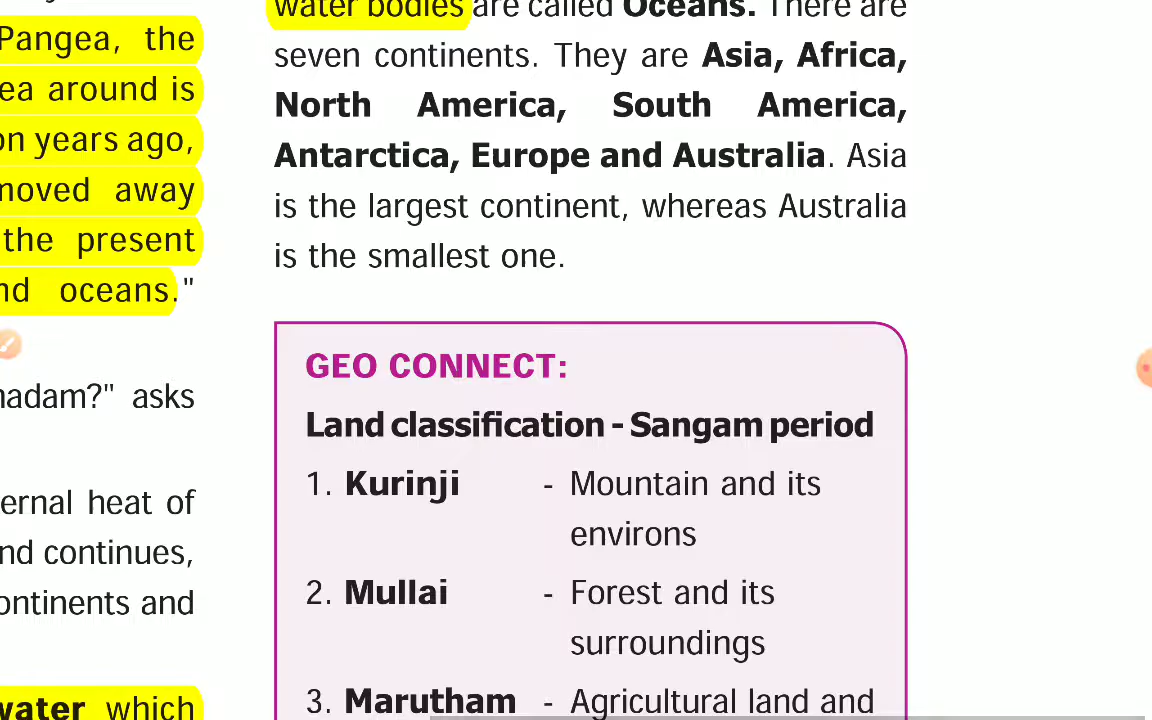 Pangea, the
ea around is
on years ago,
moved away
the present
nd oceans."
madam?" asks
ernal heat of
nd continues,
ontinents and
water which
water bodies are called Oceans. There are
seven continents. They are Asia, Africa,
North America, South America,
Antarctica, Europe and Australia. Asia
is the largest continent, whereas Australia
is the smallest one.
GEO CONNECT:
Land classification - Sangam period
1. Kurinji - Mountain and its
environs
2. Mullai - Forest and its
surroundings
3. Marutham - Agricultural land and